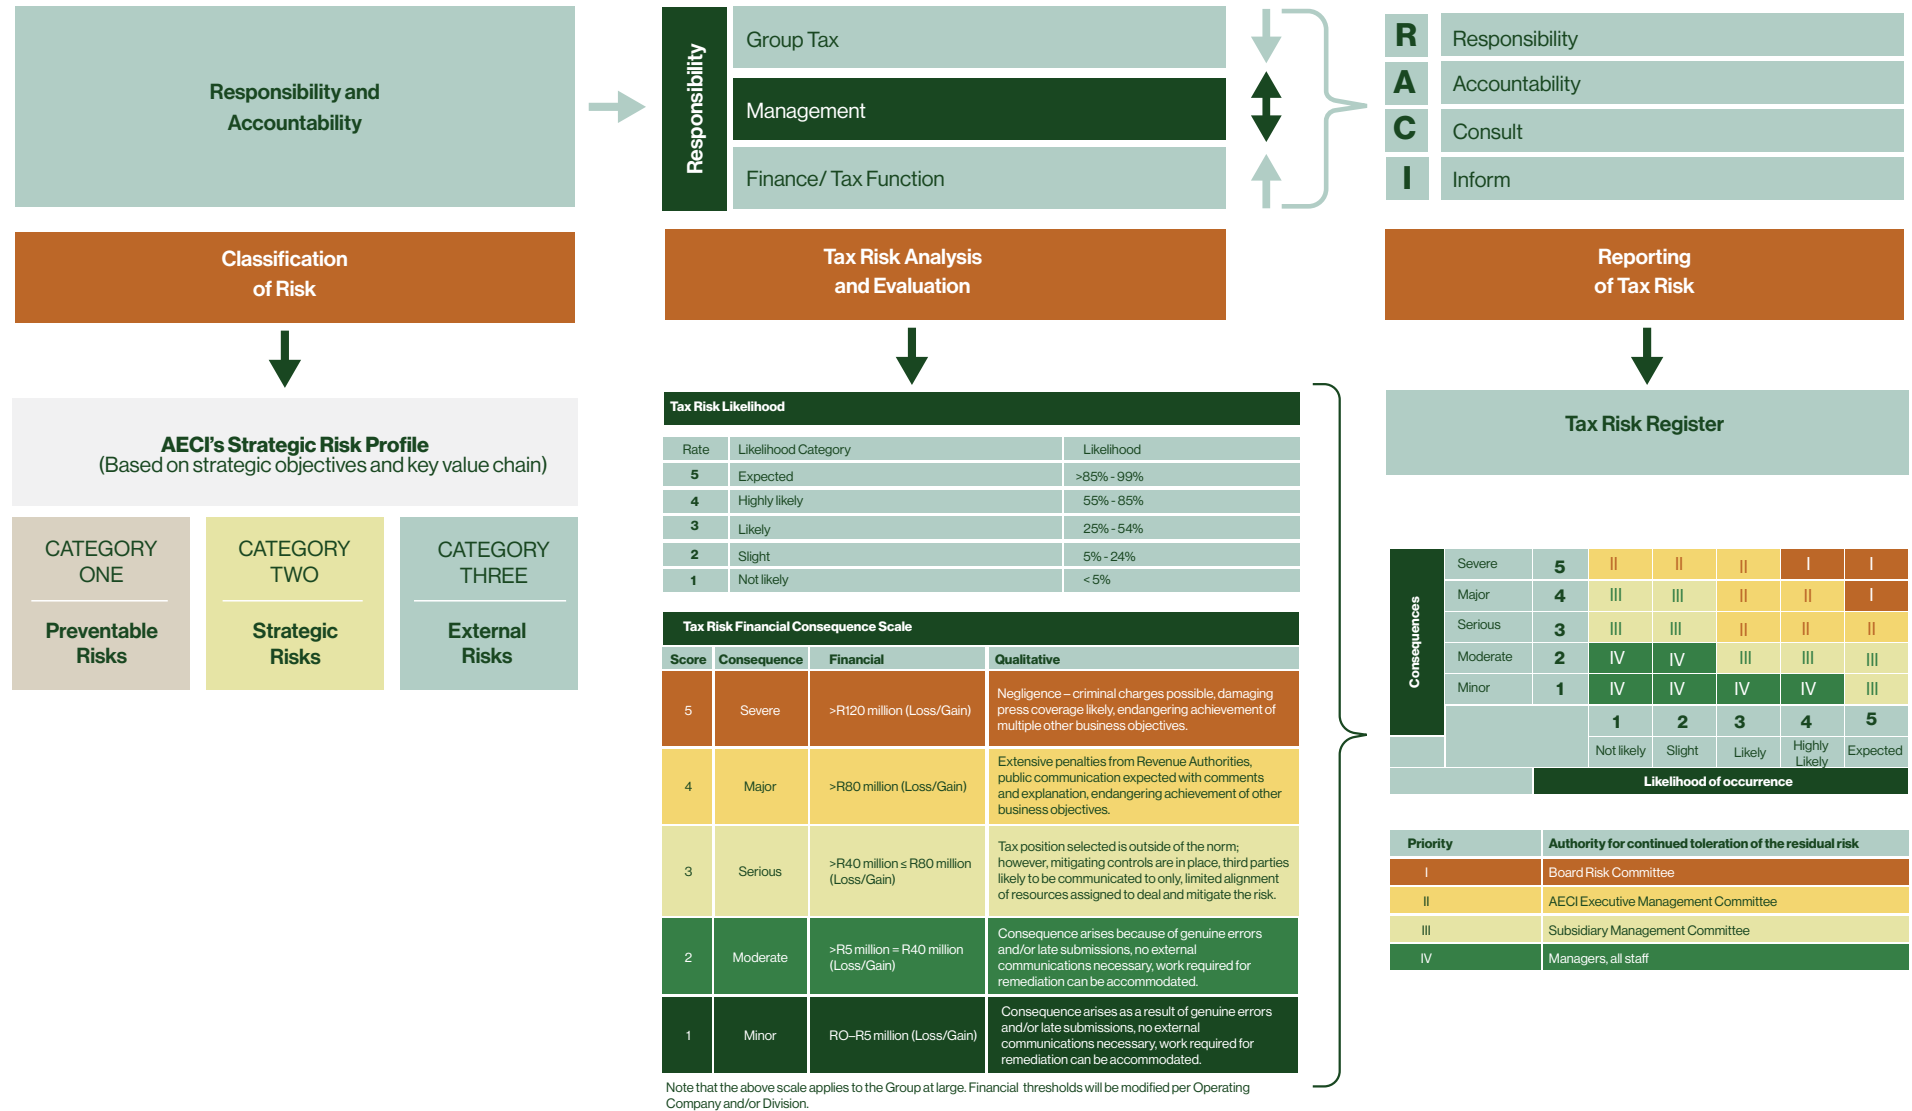 Responsibility and
Accountability
Responsibility
Group Tax
Management
Finance/ Tax Function
R Responsibility
A Accountability
C Consult
I Inform
Classification
of Risk
Tax Risk Analysis
and Evaluation
Reporting
of Tax Risk
AECI’s Strategic Risk Profile
(Based on strategic objectives and key value chain)
CATEGORY
ONE
Preventable
Risks
CATEGORY
TWO
Strategic
Risks
CATEGORY
THREE
External
Risks
Tax Risk Likelihood
Rate Likelihood Category Likelihood
5 Expected >85% - 99%
4 Highly likely 55% - 85%
3 Likely 25% - 54%
2 Slight 5% - 24%
1 Not likely < 5%
Tax Risk Financial Consequence Scale
Score Consequence Financial Qualitative
5 Severe >R120 million (Loss/Gain)
Negligence – criminal charges possible, damaging
press coverage likely, endangering achievement of
multiple other business objectives.
4 Major >R80 million (Loss/Gain)
Extensive penalties from Revenue Authorities,
public communication expected with comments
and explanation, endangering achievement of other
business objectives.
3 Serious
>R40 million ≤ R80 million
(Loss/Gain)
Tax position selected is outside of the norm;
however, mitigating controls are in place, third parties
likely to be communicated to only, limited alignment
of resources assigned to deal and mitigate the risk.
2 Moderate
>R5 million = R40 million
(Loss/Gain)
Consequence arises because of genuine errors
and/or late submissions, no external
communications necessary, work required for
remediation can be accommodated.
1 Minor RO–R5 million (Loss/Gain)
Consequence arises as a result of genuine errors
and/or late submissions, no external
communications necessary, work required for
remediation can be accommodated.
Note that the above scale applies to the Group at large. Financial thresholds will be modified per Operating
Company and/or Division.
Tax Risk Register
Consequences
Severe 5 II II II I I
Major 4 III III II II I
Serious 3 III III II II II
Moderate 2 IV IV III III III
Minor 1 IV IV IV IV III
1 2 3 4 5
Not likely Slight Likely Highly Expected
Likely
Likelihood of occurrence
Priority Authority for continued toleration of the residual risk
I Board Risk Committee
II AECI Executive Management Committee
III Subsidiary Management Committee
IV Managers, all staff